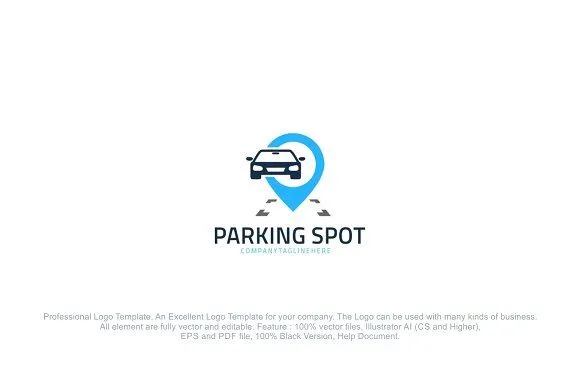 PARKING SPOT
COMPANYTAGLINEHERE
Professional Logo Template. An Excellent Logo Template for your company. The Logo can be used with many kinds of business.
All element are fully vector and editable. Feature : 100% vector files, Illustrator AI (CS and Higher),
EPS and PDF file, 100% Black Version, Help Document.